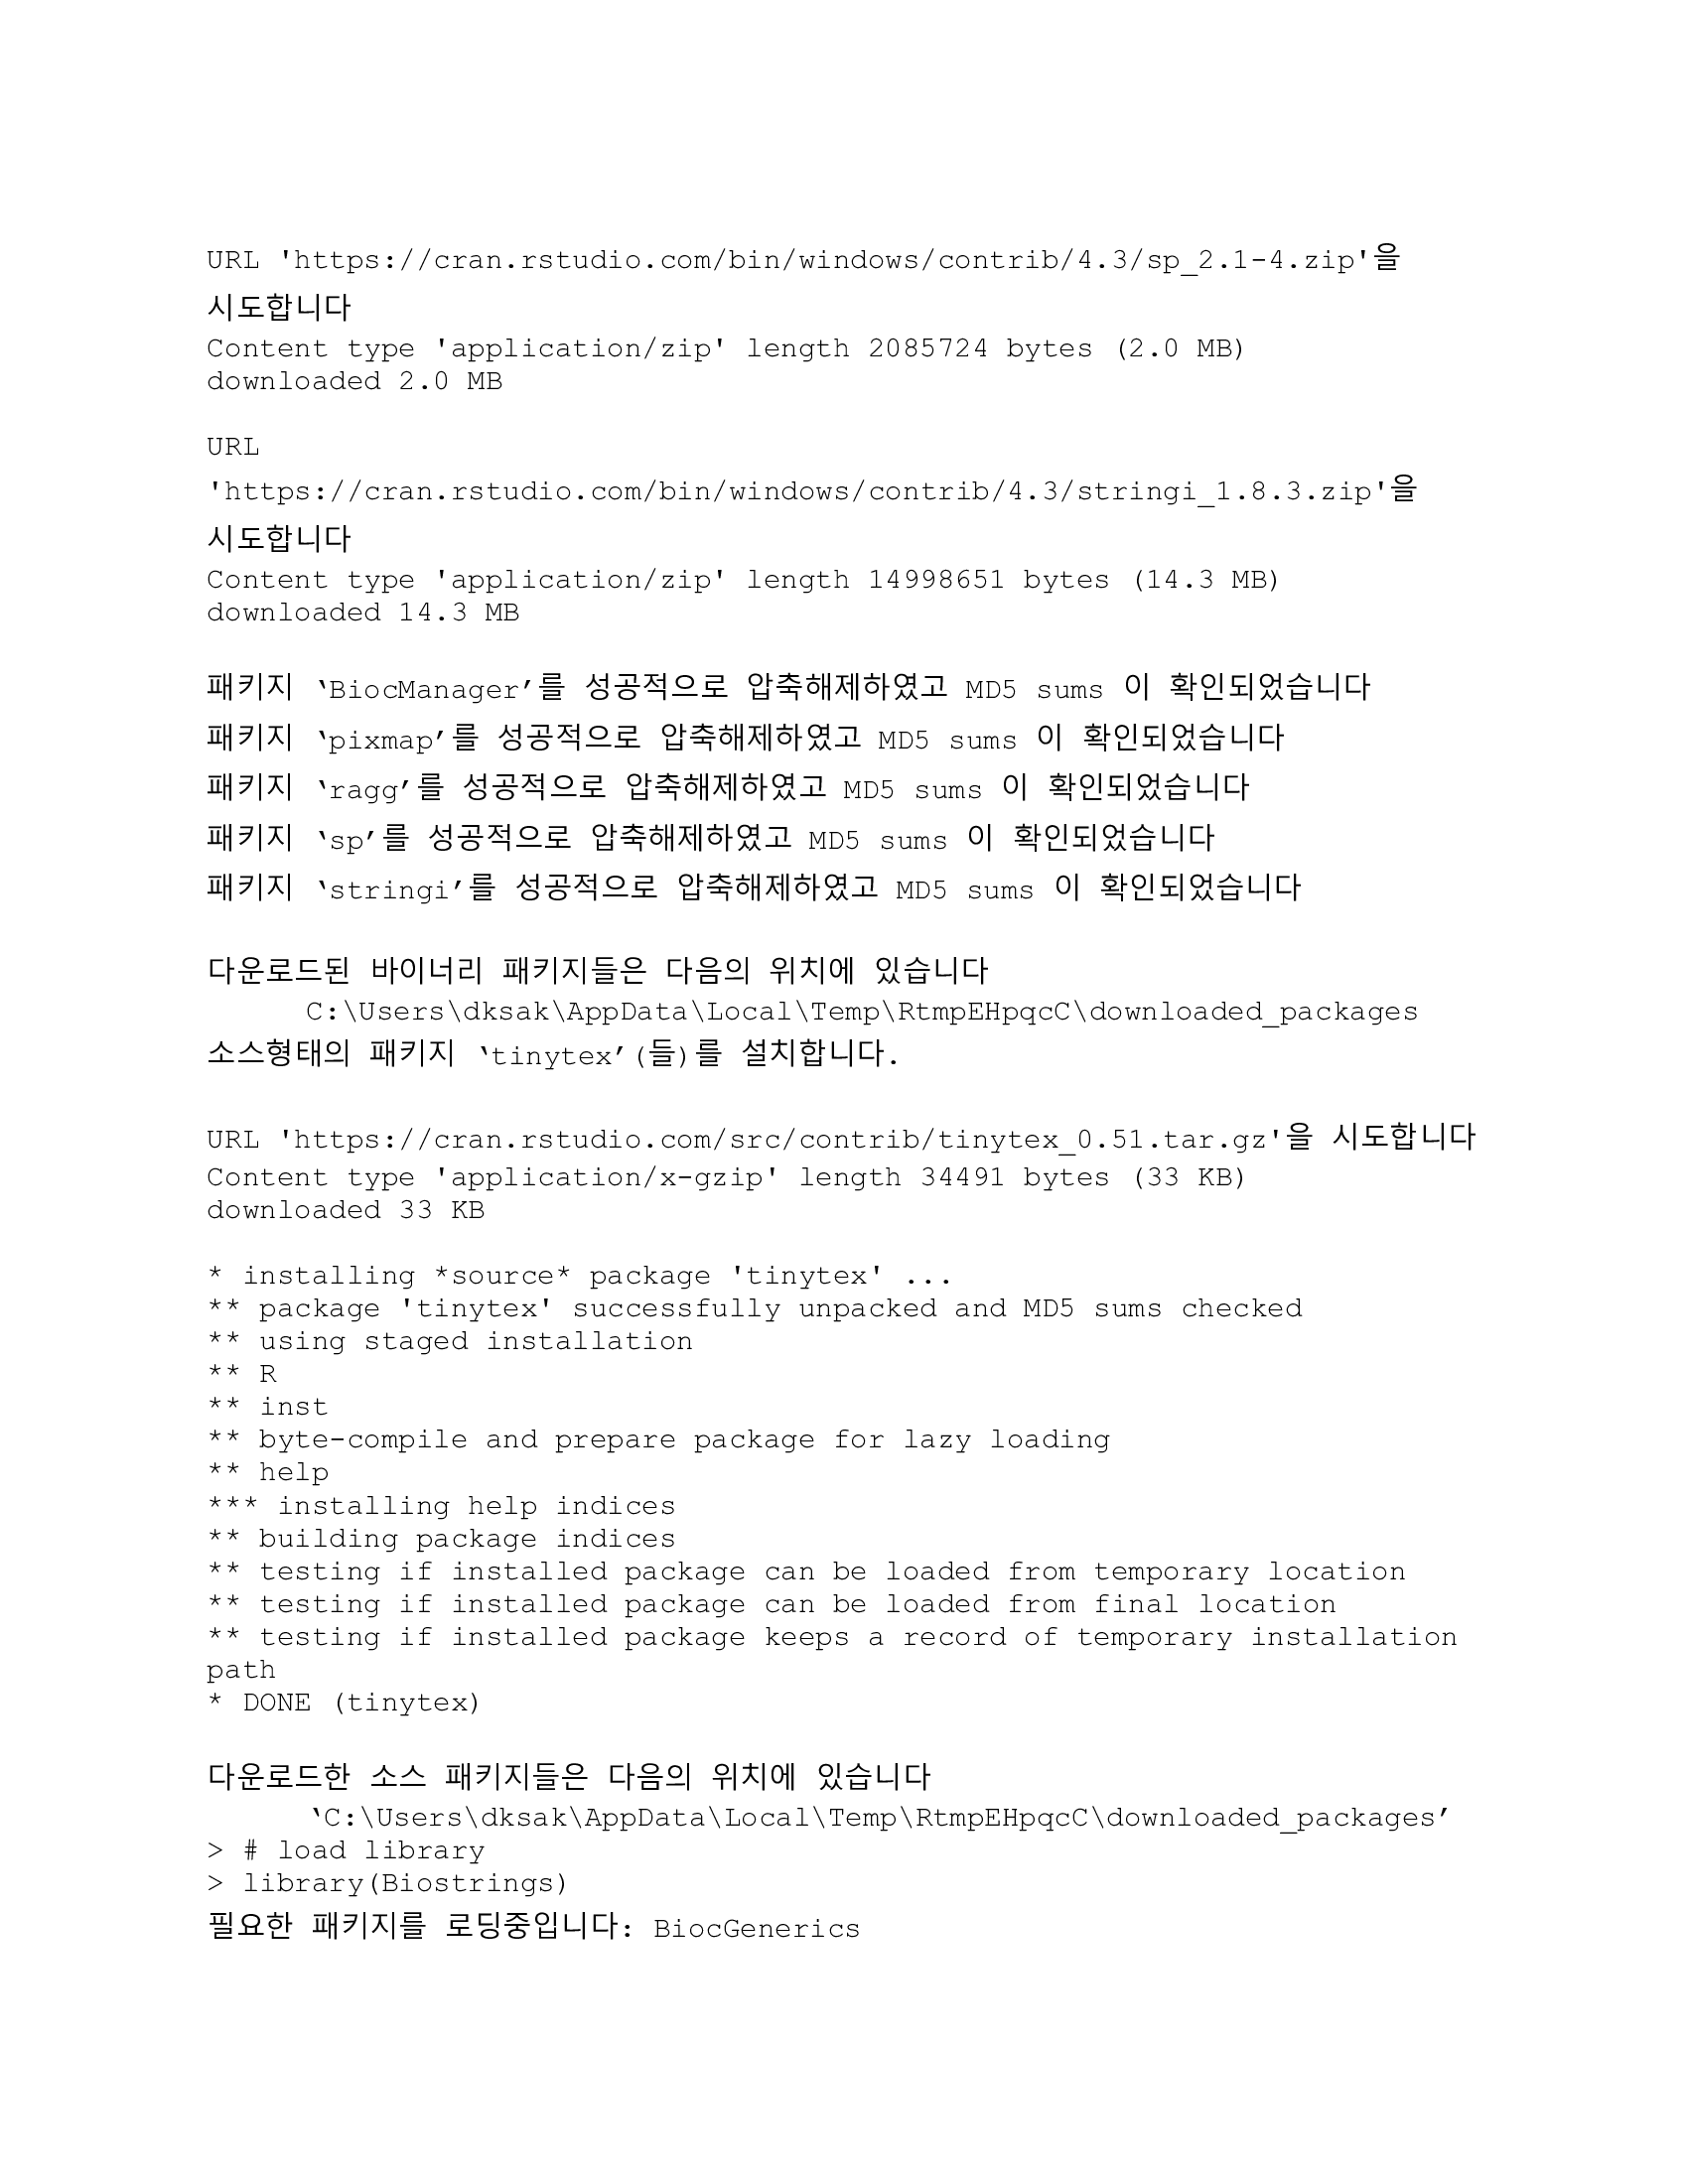 URL 'https://cran.rstudio.com/bin/windows/contrib/4.3/sp_2.1-4.zip'을
시도합니다
Content type 'application/zip' length 2085724 bytes (2.0 MB)
downloaded 2.0 MB
URL
'https://cran.rstudio.com/bin/windows/contrib/4.3/stringi_1.8.3.zip'을
시도합니다
Content type 'application/zip' length 14998651 bytes (14.3 MB)
downloaded 14.3 MB
패키지 ‘BiocManager’를 성공적으로 압축해제하였고 MD5 sums 이 확인되었습니다
패키지 ‘pixmap’를 성공적으로 압축해제하였고 MD5 sums 이 확인되었습니다
패키지 ‘ragg’를 성공적으로 압축해제하였고 MD5 sums 이 확인되었습니다
패키지 ‘sp’를 성공적으로 압축해제하였고 MD5 sums 이 확인되었습니다
패키지 ‘stringi’를 성공적으로 압축해제하였고 MD5 sums 이 확인되었습니다
다운로드된 바이너리 패키지들은 다음의 위치에 있습니다
C:\Users\dksak\AppData\Local\Temp\RtmpEHpqcC\downloaded_packages
소스형태의 패키지 ‘tinytex’(들)를 설치합니다.
URL 'https://cran.rstudio.com/src/contrib/tinytex_0.51.tar.gz'을 시도합니다
Content type 'application/x-gzip' length 34491 bytes (33 KB)
downloaded 33 KB
* installing *source* package 'tinytex' ...
** package 'tinytex' successfully unpacked and MD5 sums checked
** using staged installation
** R
** inst
** byte-compile and prepare package for lazy loading
** help
*** installing help indices
** building package indices
** testing if installed package can be loaded from temporary location
** testing if installed package can be loaded from final location
** testing if installed package keeps a record of temporary installation
path
* DONE (tinytex)
다운로드한 소스 패키지들은 다음의 위치에 있습니다
‘C:\Users\dksak\AppData\Local\Temp\RtmpEHpqcC\downloaded_packages’
> # load library
> library(Biostrings)
필요한 패키지를 로딩중입니다: BiocGenerics